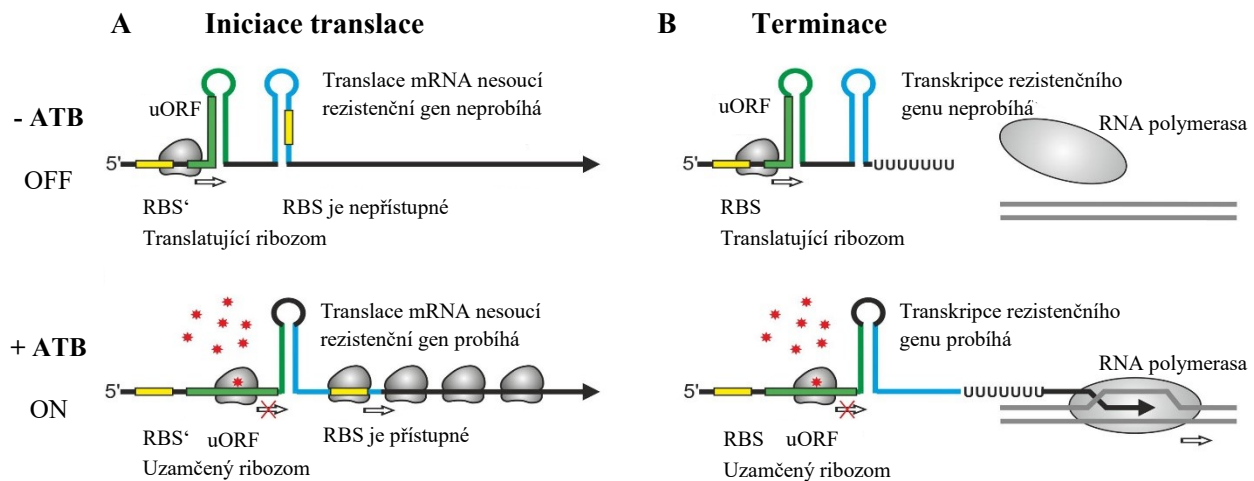 A Iniciace translace
B Terminace
- ATB
OFF
uORF
Translace mRNA nesoucí
rezistenční gen neprobíhá
5'
RBS‘
RBS je nepřístupné
Translatující ribozom
uORF
Transkripce rezistenčního
genu neprobíhá
RNA polymerasa
5'
UUUUUUU
RBS
Translatující ribozom
+ ATB
ON
Translace mRNA nesoucí
rezistenční gen probíhá
5'
RBS‘ uORF
RBS je přístupné
Uzamčený ribozom
Transkripce rezistenčního
genu probíhá
RNA polymerasa
5'
UUUUUUU
RBS uORF
Uzamčený ribozom